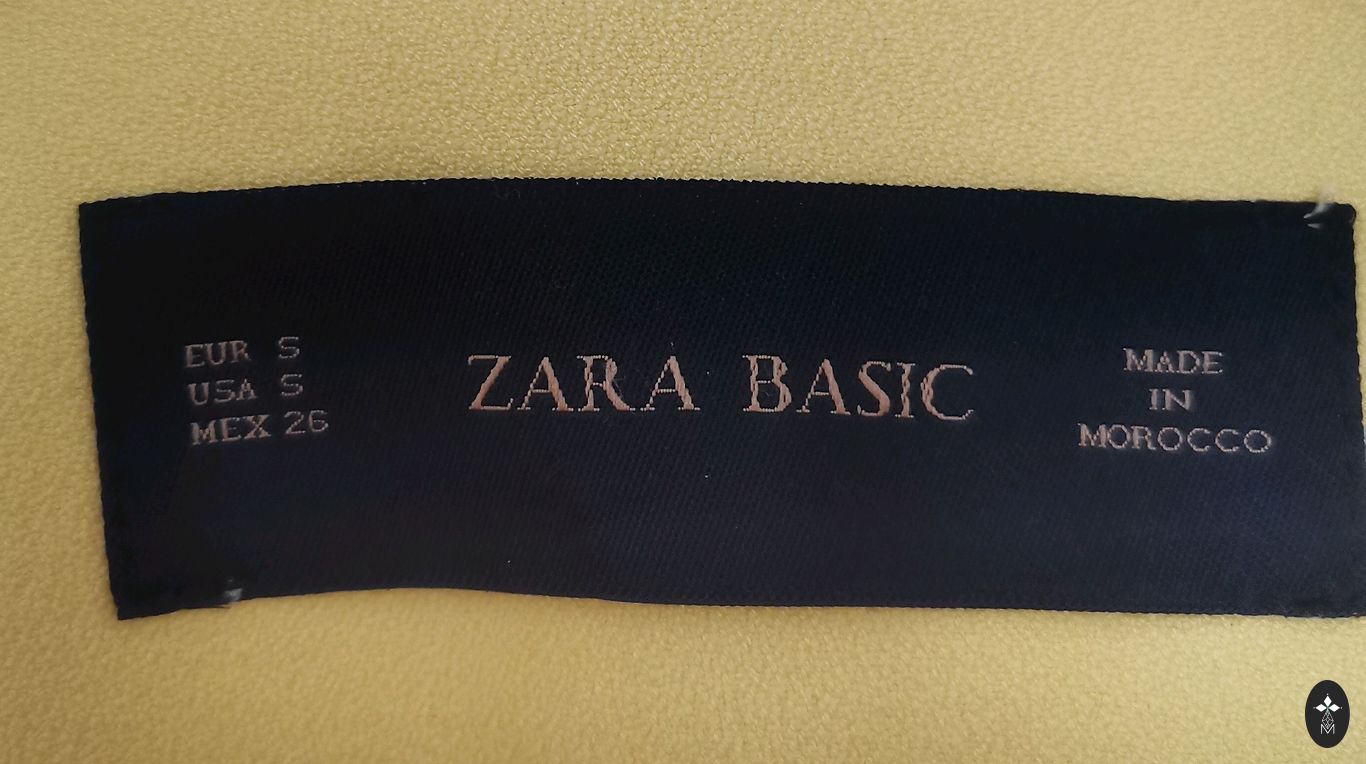 EUR S
USA S
MEX 26
ZARA BASIC
MADE
IN
MOROCCO
M